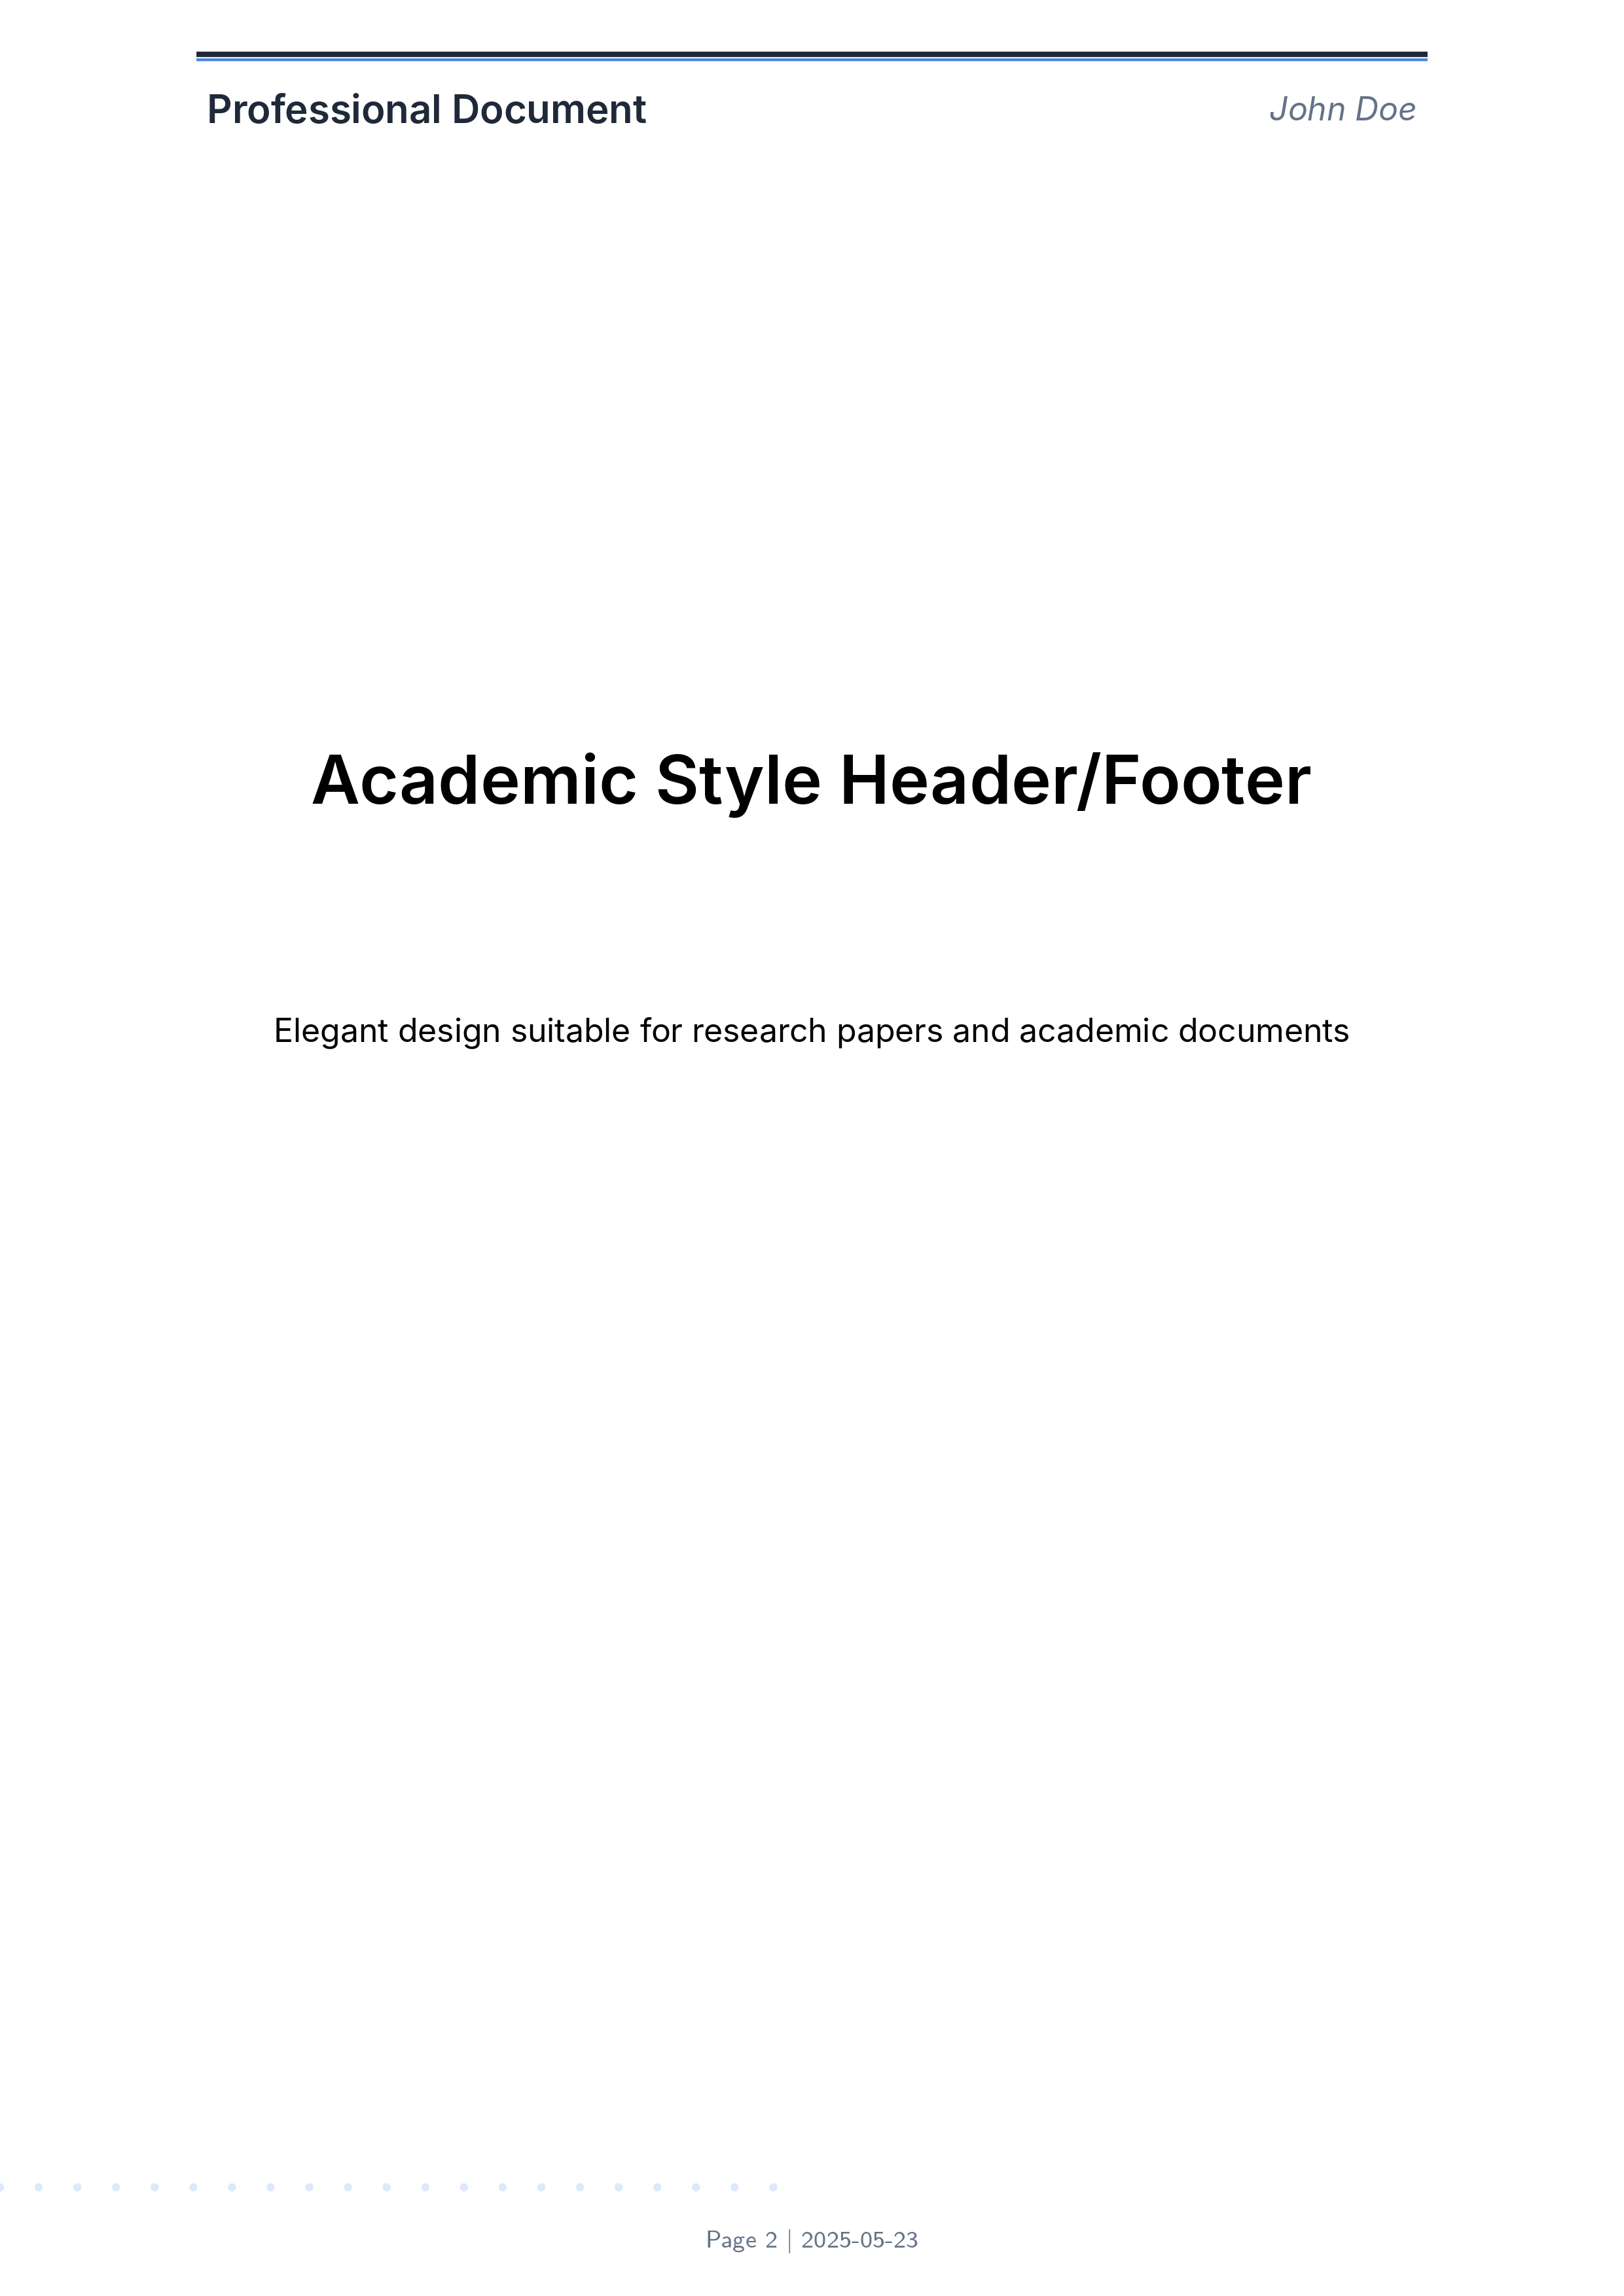 Professional Document
John Doe
Academic Style Header/Footer
Elegant design suitable for research papers and academic documents
Page 2 | 2025-05-23